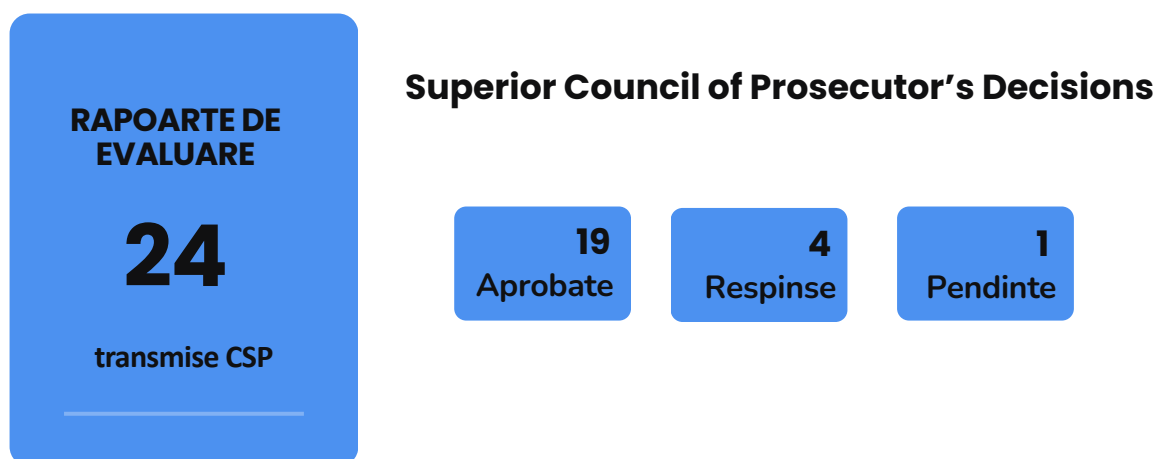 RAPOARTE DE
EVALUARE
24
transmise CSP
Superior Council of Prosecutor’s Decisions
19
Aprobate
4
Respinse
1
Pendinte